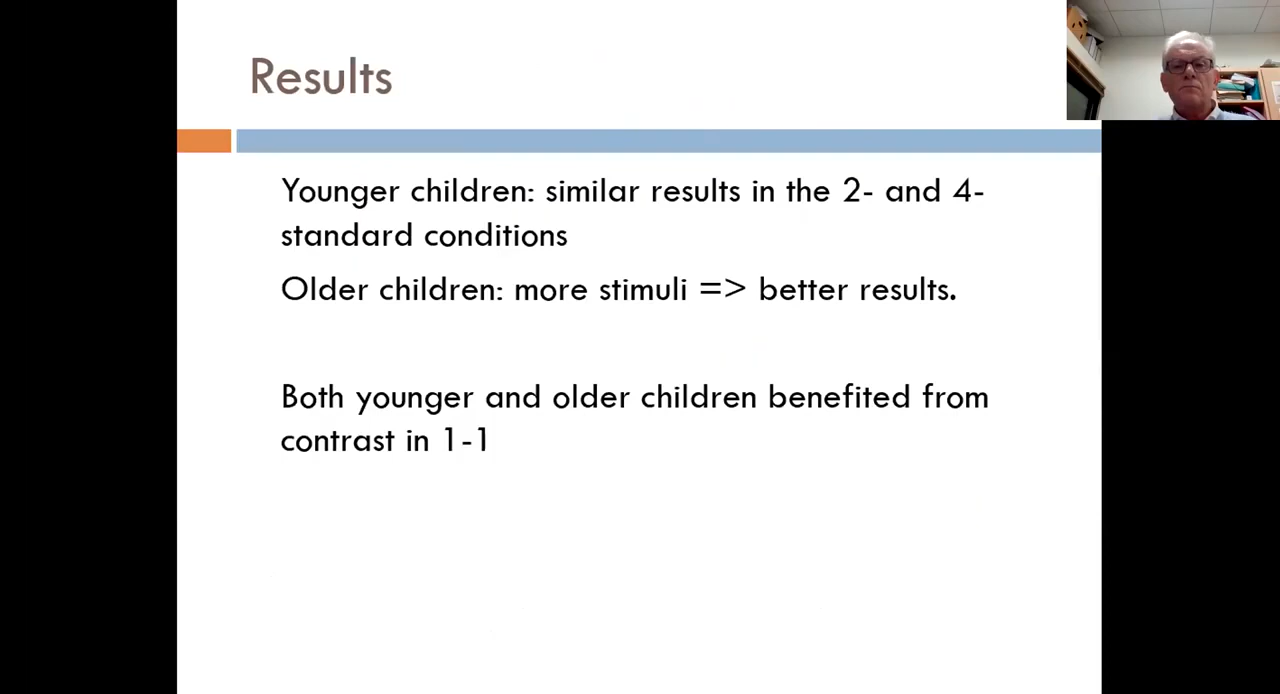 Results
Younger children: similar results in the 2- and 4-
standard conditions
Older children: more stimuli => better results.
Both younger and older children benefited from
contrast in 1-1